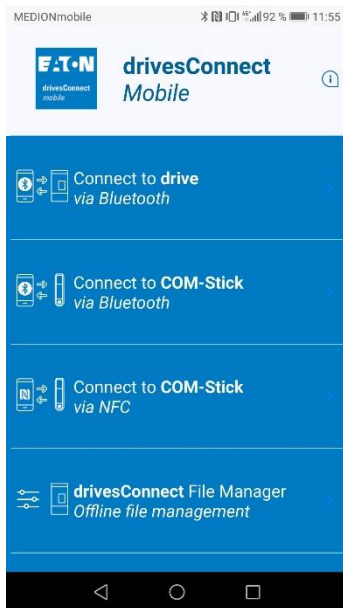 MEDIONmobile 92 % 11:55
EATON
drivesConnect
mobile
drivesConnect
Mobile
Connect to drive
via Bluetooth
Connect to COM-Stick
via Bluetooth
Connect to COM-Stick
via NFC
drivesConnect File Manager
Offline file management